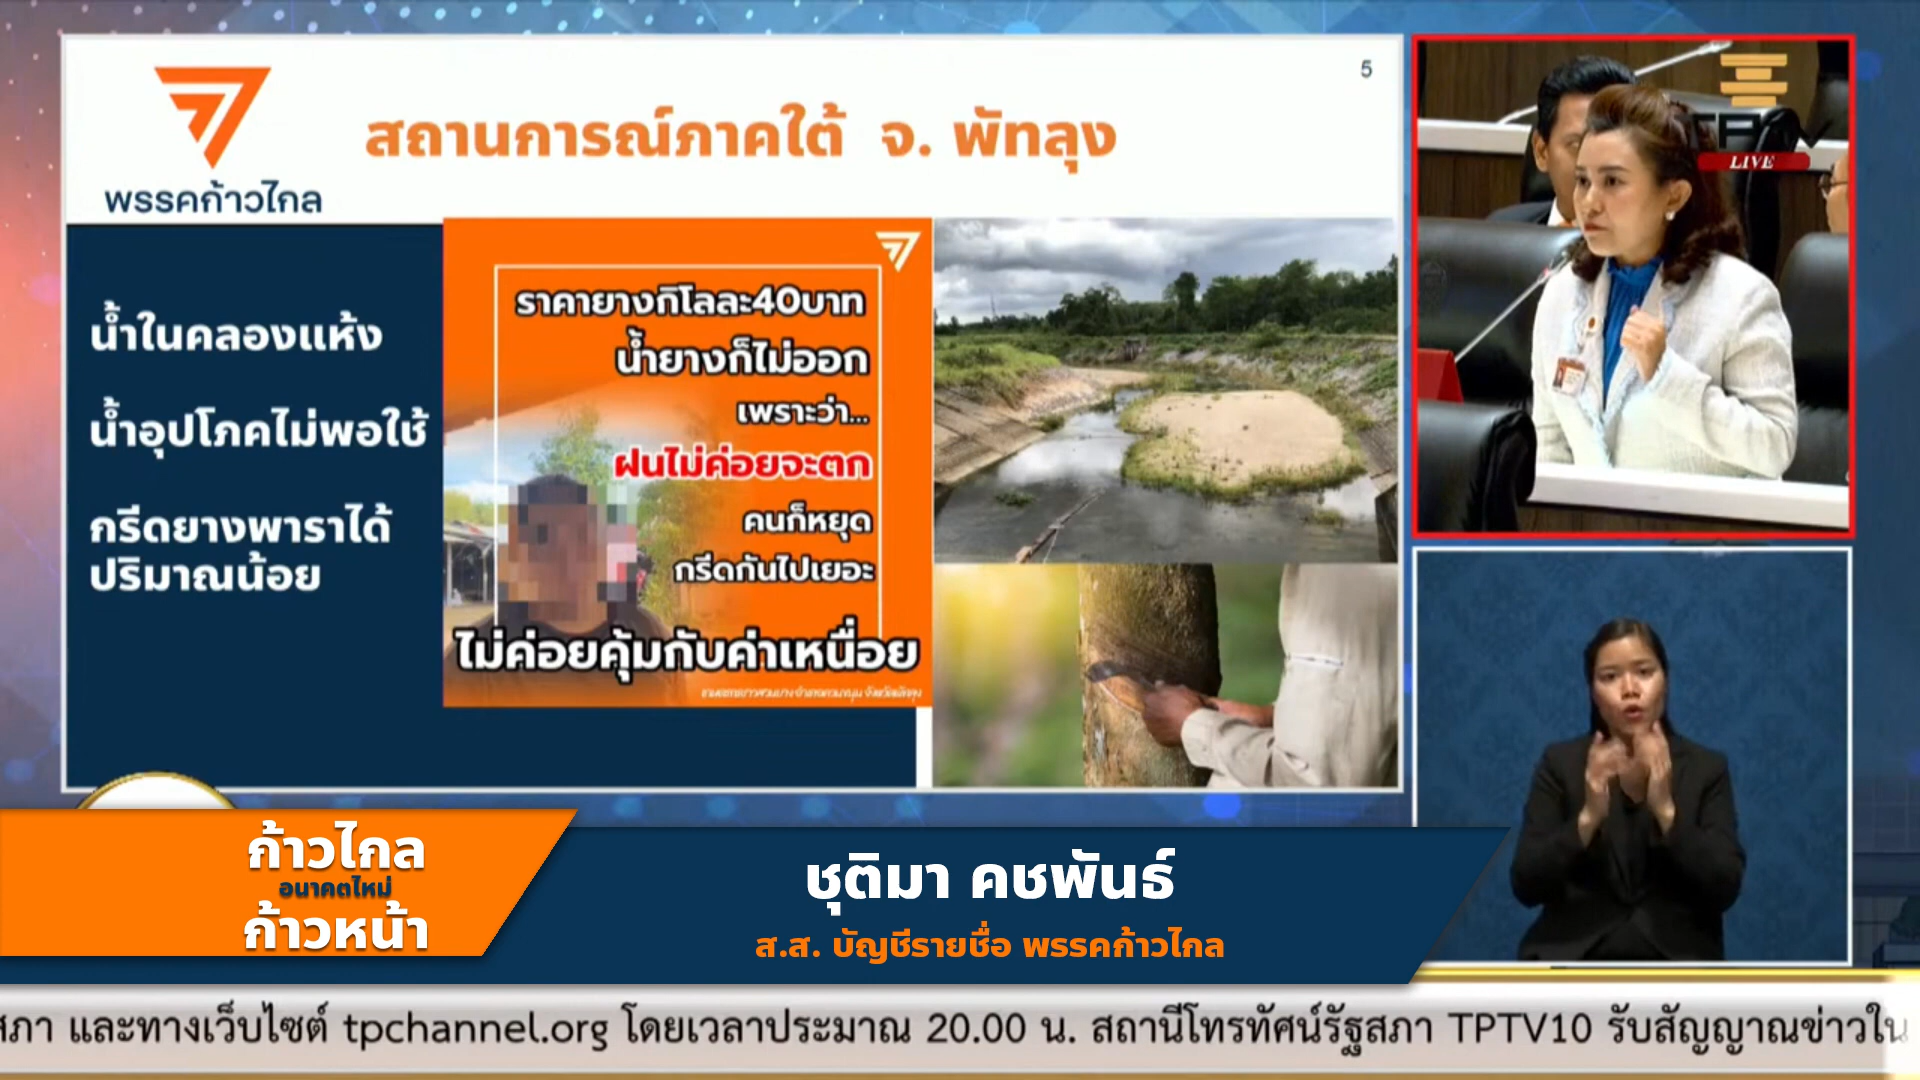 5
พรรคก้าวไกล
สถานการณ์ภาคใต้ จ. พัทลุง
น้ำในคลองแห้ง
น้ำอุปโภคไม่พอใช้
กรีดยางพาราได้
ปริมาณน้อย
ราคายางกิโลละ40บาท
น้ำยางก็ไม่ออก
เพราะว่า...
ฝนไม่ค่อยจะตก
คนก็หยุด
กรีดกันไปเยอะ
ไม่ค่อยคุ้มกับค่าเหนื่อย
LIVE
ก้าวไกล
อนาคตใหม่
ก้าวหน้า
ชุติมา คชพันธ์
ส.ส. บัญชีรายชื่อ พรรคก้าวไกล
สภา และทางเว็บไซต์ tpchannel.org โดยเวลาประมาณ 20.00 น. สถานีโทรทัศน์รัฐสภา TPTV10 รับสัญญาณข่าวใน